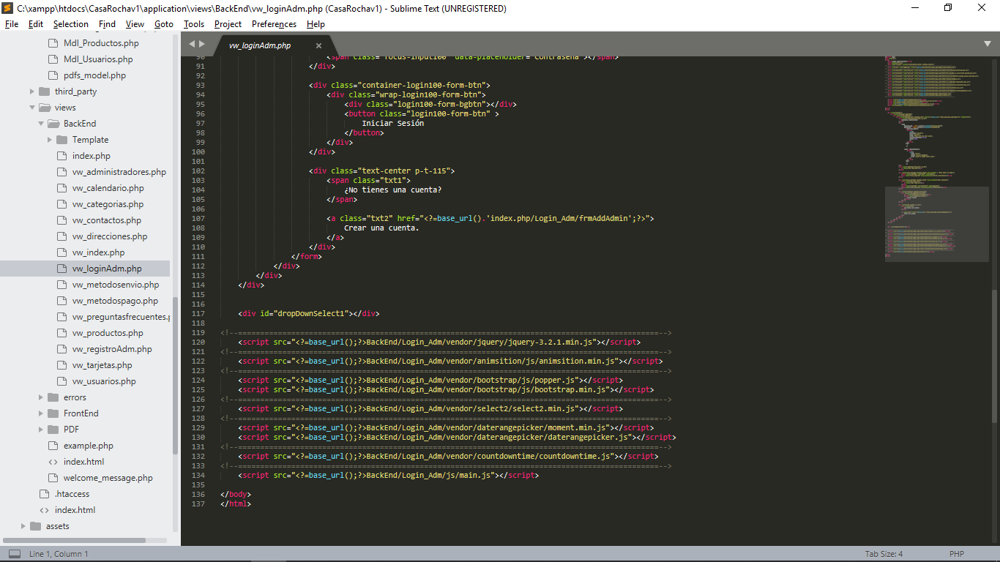 C:\xampp\htdocs\CasaRochav1\application\views\BackEnd\vw_loginAdm.php (CasaRochav1) - Sublime Text (UNREGISTERED)
File Edit Selection Find View Goto Tools Project Preferences Help
Mdl_Productos.php
Mdl_Usuarios.php
pdfs_model.php
third_party
views
BackEnd
Template
index.php
vw_administradores.php
vw_calendario.php
vw_categorias.php
vw_contactos.php
vw_direcciones.php
vw_index.php
vw_loginAdm.php
vw_metodosenvio.php
vw_metodospago.php
vw_preguntasfrecuentes.p
vw_productos.php
vw_registroAdm.php
vw_tarjetas.php
vw_usuarios.php
errors
FrontEnd
PDF
example.php
index.html
welcome_message.php
.htaccess
index.html
assets
vw_loginAdm.php
90 <span class="focus-input100" data-placeholder="Contraseña"></span>
91 </div>
92
93 <div class="container-login100-form-btn">
94 <div class="wrap-login100-form-btn">
95 <div class="login100-form-bgbtn"></div>
96 <button class="login100-form-btn" >
97 Iniciar Sesión
98 </button>
99 </div>
100 </div>
101
102 <div class="text-center p-t-115">
103 <span class="txt1">
104 ¿No tienes una cuenta?
105 </span>
106
107 <a class="txt2" href="<?=base_url().'index.php/Login_Adm/frmAddAdmin';?>">
108 Crear una cuenta.
109 </a>
110 </div>
111 </form>
112 </div>
113 </div>
114 </div>
115
116
117 <div id="dropDownSelect1"></div>
118
119 <!--===============================================================================================-->
120 <script src="<?=base_url();?>BackEnd/Login_Adm/vendor/jquery/jquery-3.2.1.min.js"></script>
121 <!--===============================================================================================-->
122 <script src="<?=base_url();?>BackEnd/Login_Adm/vendor/animsition/js/animsition.min.js"></script>
123 <!--===============================================================================================-->
124 <script src="<?=base_url();?>BackEnd/Login_Adm/vendor/bootstrap/js/popper.js"></script>
125 <script src="<?=base_url();?>BackEnd/Login_Adm/vendor/bootstrap/js/bootstrap.min.js"></script>
126 <!--===============================================================================================-->
127 <script src="<?=base_url();?>BackEnd/Login_Adm/vendor/select2/select2.min.js"></script>
128 <!--===============================================================================================-->
129 <script src="<?=base_url();?>BackEnd/Login_Adm/vendor/daterangepicker/moment.min.js"></script>
130 <script src="<?=base_url();?>BackEnd/Login_Adm/vendor/daterangepicker/daterangepicker.js"></script>
131 <!--===============================================================================================-->
132 <script src="<?=base_url();?>BackEnd/Login_Adm/vendor/countdowntime/countdowntime.js"></script>
133 <!--===============================================================================================-->
134 <script src="<?=base_url();?>BackEnd/Login_Adm/js/main.js"></script>
135
136 </body>
137 </html>
Line 1, Column 1 Tab Size: 4 PHP